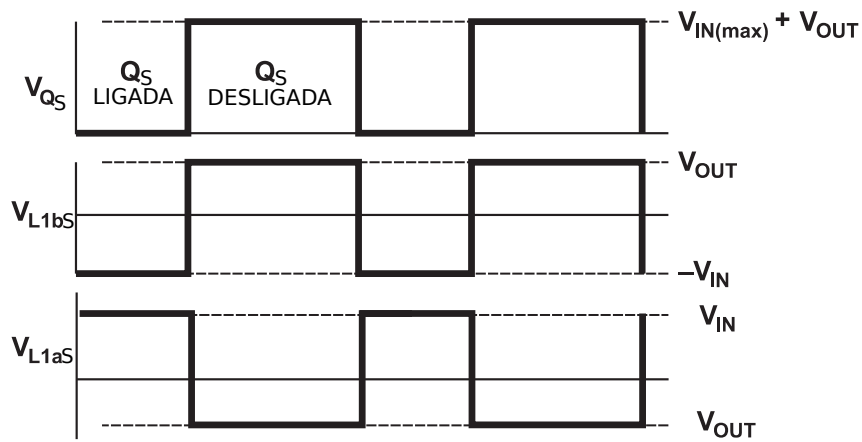 V_IN(max) + V_OUT
V_QS
Q_S
LIGADA
Q_S
DESLIGADA
V_OUT
V_L1bS
–V_IN
V_IN
V_L1aS
V_OUT